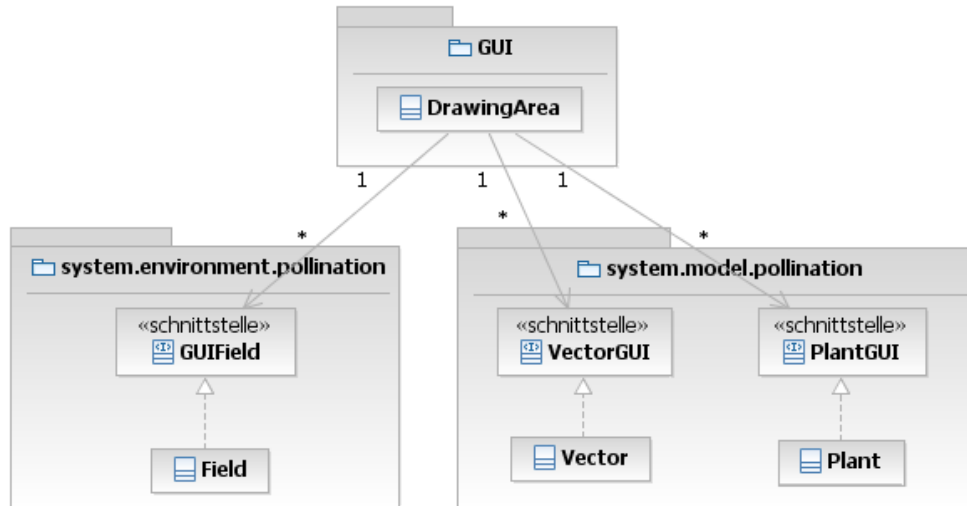 GUI
DrawingArea
1 1 1
* * *
system.environment.pollination
system.model.pollination
«schnittstelle»
GUIField
«schnittstelle»
VectorGUI
«schnittstelle»
PlantGUI
Field
Vector
Plant